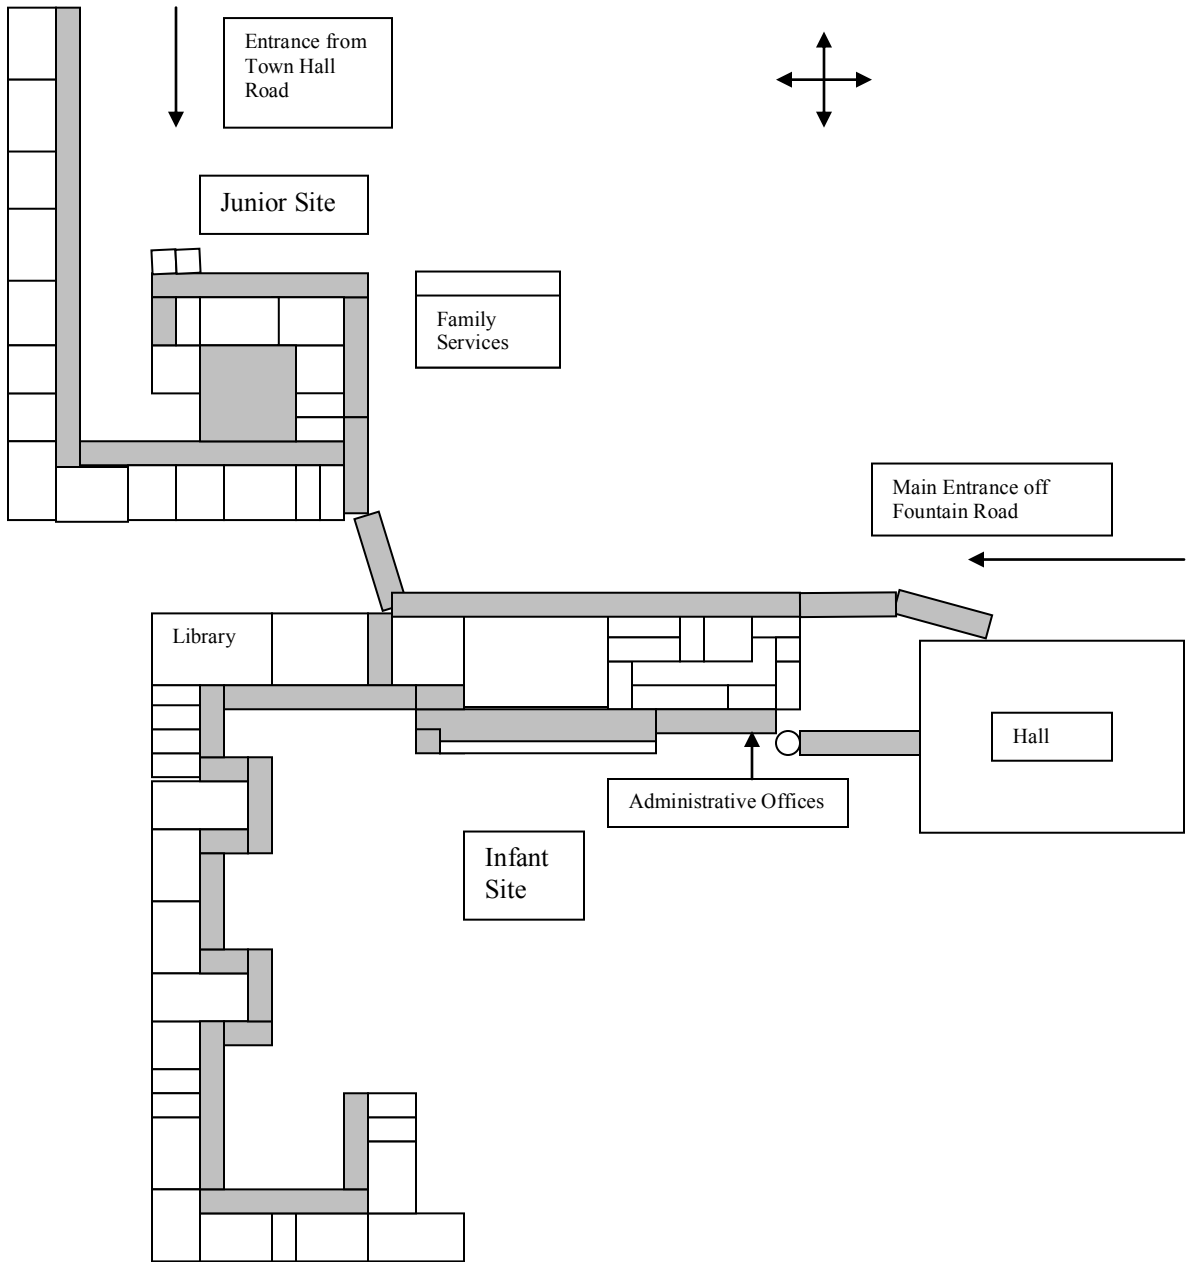 Entrance from
Town Hall
Road
Junior Site
Family
Services
Main Entrance off
Fountain Road
Library
Hall
Administrative Offices
Infant
Site